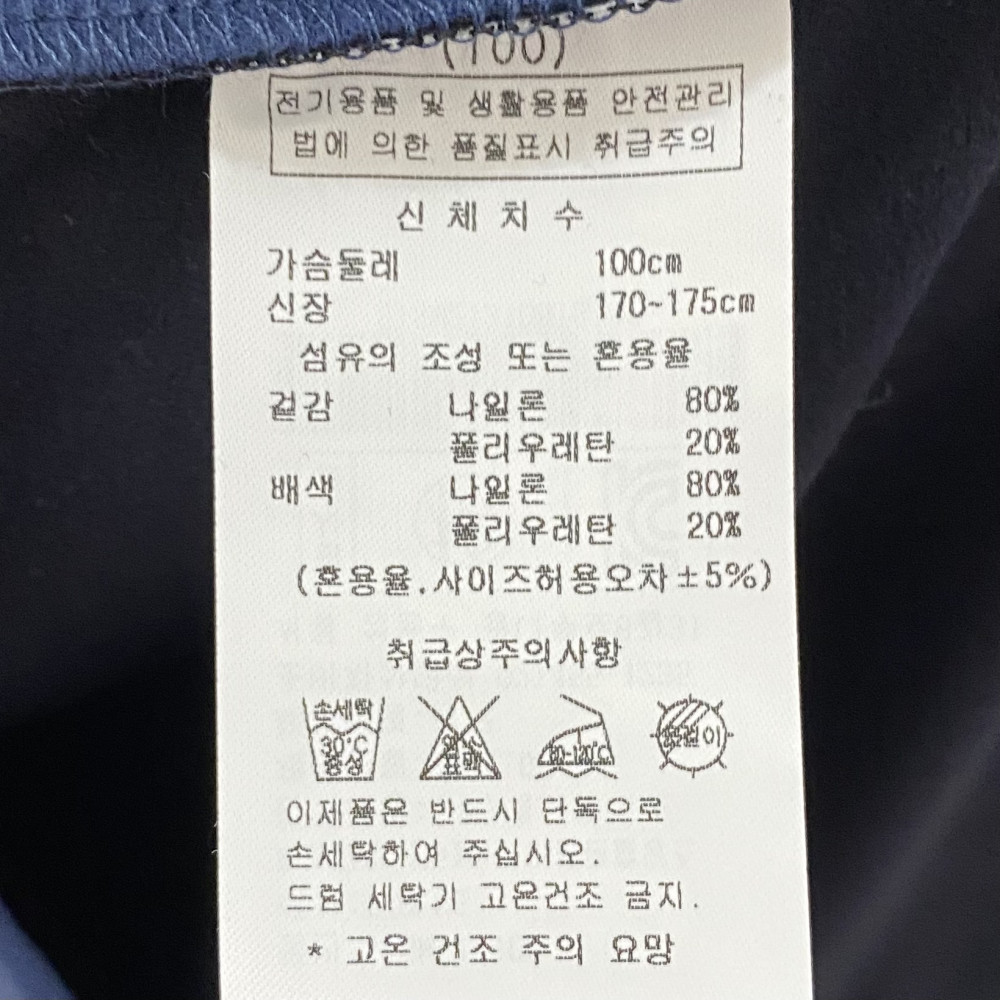 (100)
전기용품 및 생활용품 안전관리
법에 의한 품질표시 취급주의
신 체 치 수
가슴둘레 100cm
신장 170~175cm
섬유의 조성 또는 혼용율
겉감 나일론 80%
폴리우레탄 20%
배색 나일론 80%
폴리우레탄 20%
(혼용율.사이즈허용오차±5%)
취급상주의사항
손세탁 30°C 중성
표백
80-120°C
이제품은 반드시 단독으로
손세탁하여 주십시오.
드럼 세탁기 고온건조 금지.
* 고온 건조 주의 요망